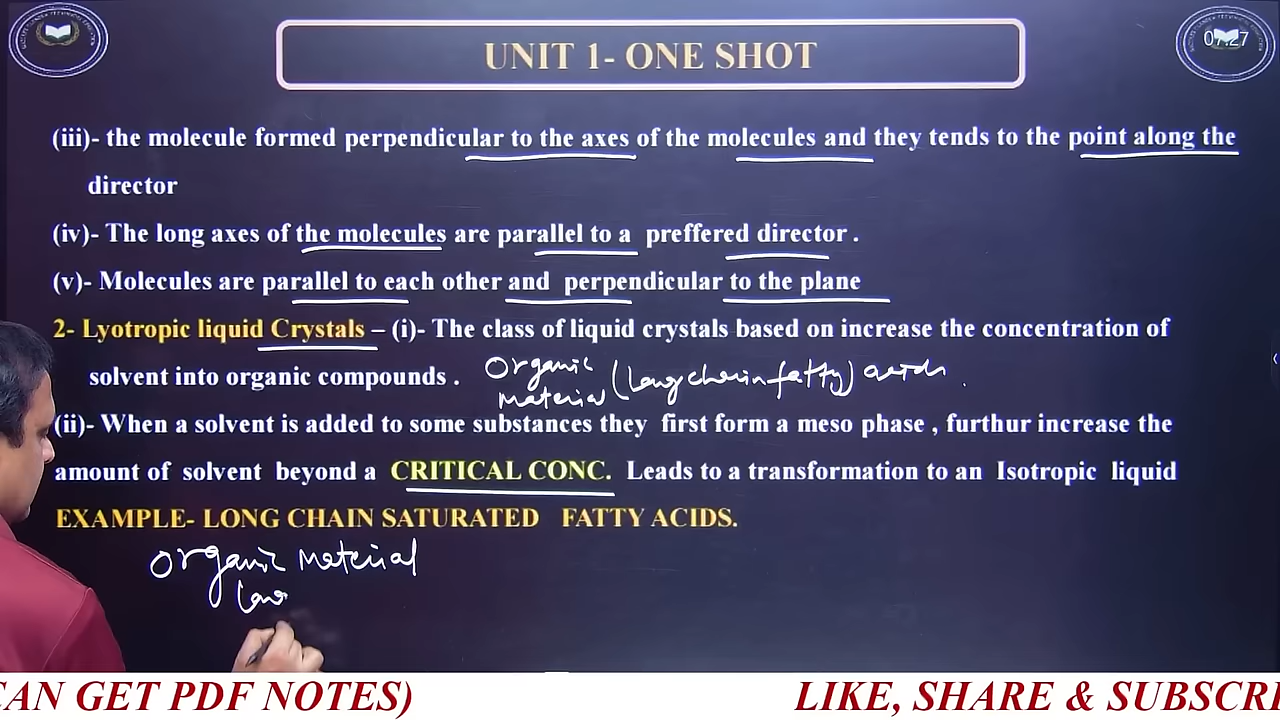 07:27
UNIT 1- ONE SHOT
(iii)- the molecule formed perpendicular to the axes of the molecules and they tends to the point along the
director
(iv)- The long axes of the molecules are parallel to a preffered director .
(v)- Molecules are parallel to each other and perpendicular to the plane
2- Lyotropic liquid Crystals – (i)- The class of liquid crystals based on increase the concentration of
solvent into organic compounds .
Organic
Material (long chain fatty) acids
(ii)- When a solvent is added to some substances they first form a meso phase , furthur increase the
amount of solvent beyond a CRITICAL CONC. Leads to a transformation to an Isotropic liquid
EXAMPLE- LONG CHAIN SATURATED FATTY ACIDS.
Organic Material
CAN GET PDF NOTES) LIKE, SHARE & SUBSCRI